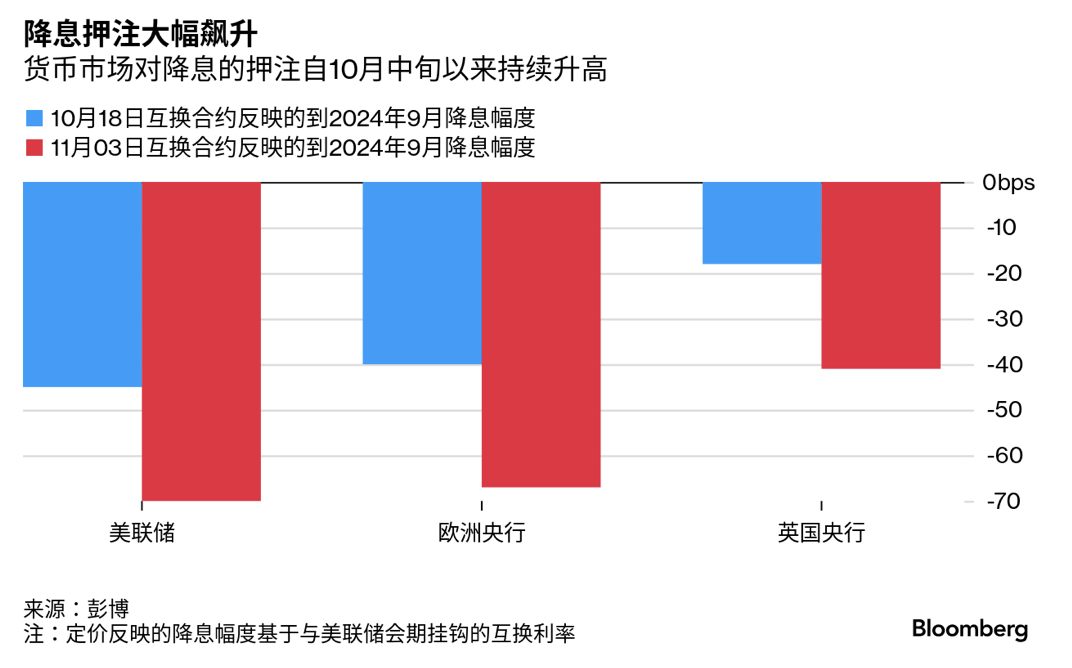 降息押注大幅飙升
货币市场对降息的押注自10月中旬以来持续升高
10月18日互换合约反映的到2024年9月降息幅度
11月03日互换合约反映的到2024年9月降息幅度
0bps
-10
-20
-30
-40
-50
-60
-70
美联储
欧洲央行
英国央行
来源：彭博
注：定价反映的降息幅度基于与美联储会期挂钩的互换利率
Bloomberg